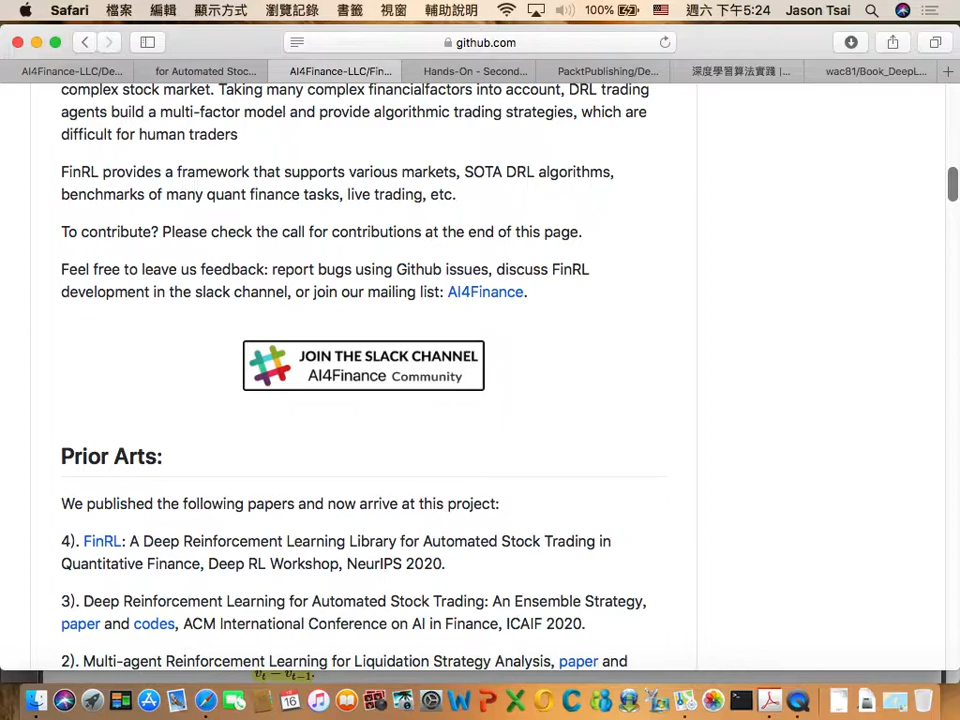 Safari 檔案 編輯 顯示方式 瀏覽記錄 書籤 視窗 輔助說明 100% 週六 下午5:24 Jason Tsai
github.com
AI4Finance-LLC/De... for Automated Stoc... AI4Finance-LLC/Fin... Hands-On - Second... PacktPublishing/De... 深度學習算法實踐 |... wac81/Book_DeepL...
complex stock market. Taking many complex financialfactors into account, DRL trading
agents build a multi-factor model and provide algorithmic trading strategies, which are
difficult for human traders
FinRL provides a framework that supports various markets, SOTA DRL algorithms,
benchmarks of many quant finance tasks, live trading, etc.
To contribute? Please check the call for contributions at the end of this page.
Feel free to leave us feedback: report bugs using Github issues, discuss FinRL
development in the slack channel, or join our mailing list: AI4Finance.
JOIN THE SLACK CHANNEL
AI4Finance Community
Prior Arts:
We published the following papers and now arrive at this project:
4). FinRL: A Deep Reinforcement Learning Library for Automated Stock Trading in
Quantitative Finance, Deep RL Workshop, NeurIPS 2020.
3). Deep Reinforcement Learning for Automated Stock Trading: An Ensemble Strategy,
paper and codes, ACM International Conference on AI in Finance, ICAIF 2020.
2). Multi-agent Reinforcement Learning for Liquidation Strategy Analysis, paper and